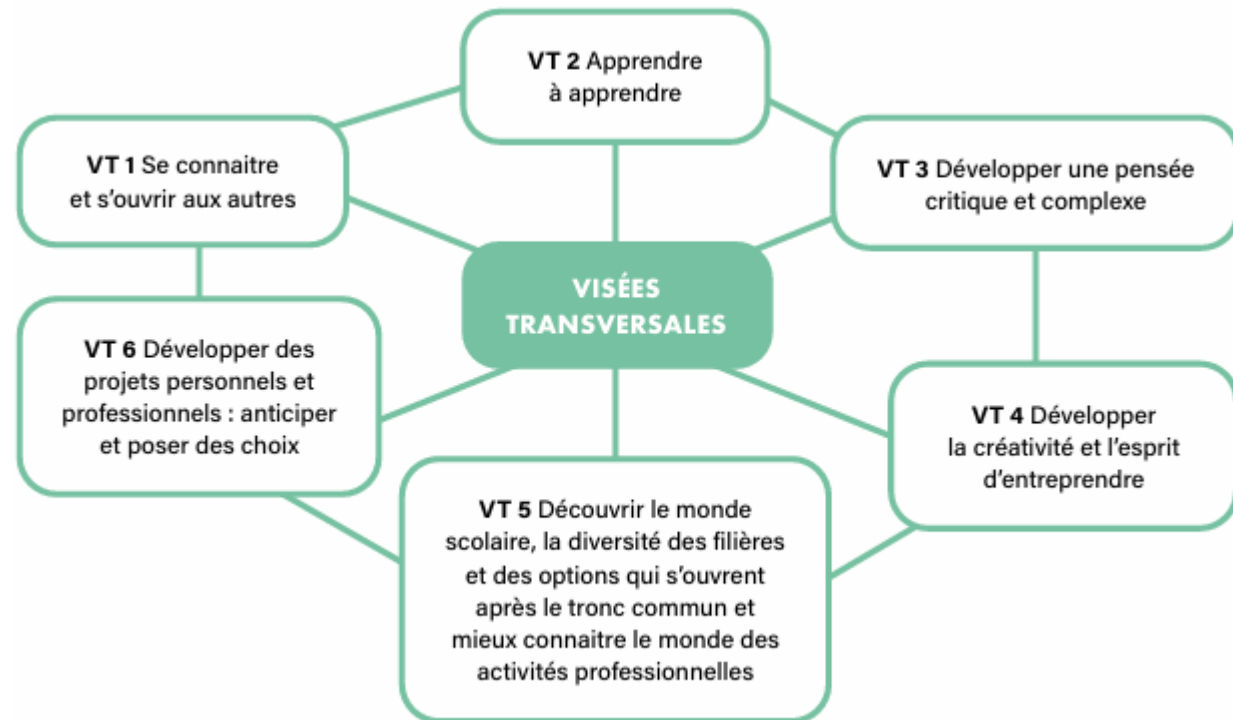 VT 2 Apprendre
à apprendre
VT 1 Se connaitre
et s'ouvrir aux autres
VT 3 Développer une pensée
critique et complexe
VISÉES
TRANSVERSALES
VT 6 Développer des
projets personnels et
professionnels : anticiper
et poser des choix
VT 4 Développer
la créativité et l'esprit
d'entreprendre
VT 5 Découvrir le monde
scolaire, la diversité des filières
et des options qui s'ouvrent
après le tronc commun et
mieux connaitre le monde des
activités professionnelles